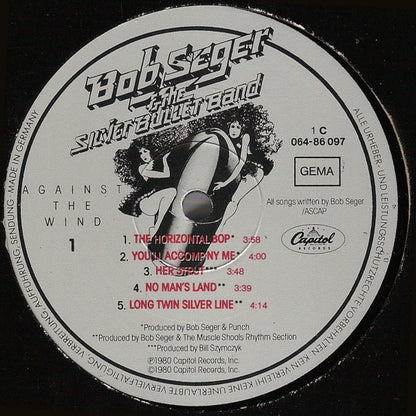 Bob Seger
& the
Silver Bullet Band
AGAINST
THE
WIND
1
1 C
064-86 097
GEMA
All songs written by Bob Seger
/ASCAP
Capitol
RECORDS
1. THE HORIZONTAL BOP* 3:58
2. YOU'LL ACCOMPANY ME* 4:00
3. HER STRUT*** 3:48
4. NO MAN'S LAND** 3:39
5. LONG TWIN SILVER LINE** 4:14
*Produced by Bob Seger & Punch
**Produced by Bob Seger & The Muscle Shoals Rhythm Section
***Produced by Bill Szymczyk
℗1980 Capitol Records, Inc.
©1980 Capitol Records, Inc.
ALLE URHEBER- UND LEISTUNGSSCHUTZRECHTE VORBEHALTEN. KEIN VERLEIH! KEINE UNERLAUBTE VERVIELFÄLTIGUNG, VERBREITUNG, AUFFÜHRUNG, SENDUNG · MADE IN GERMANY